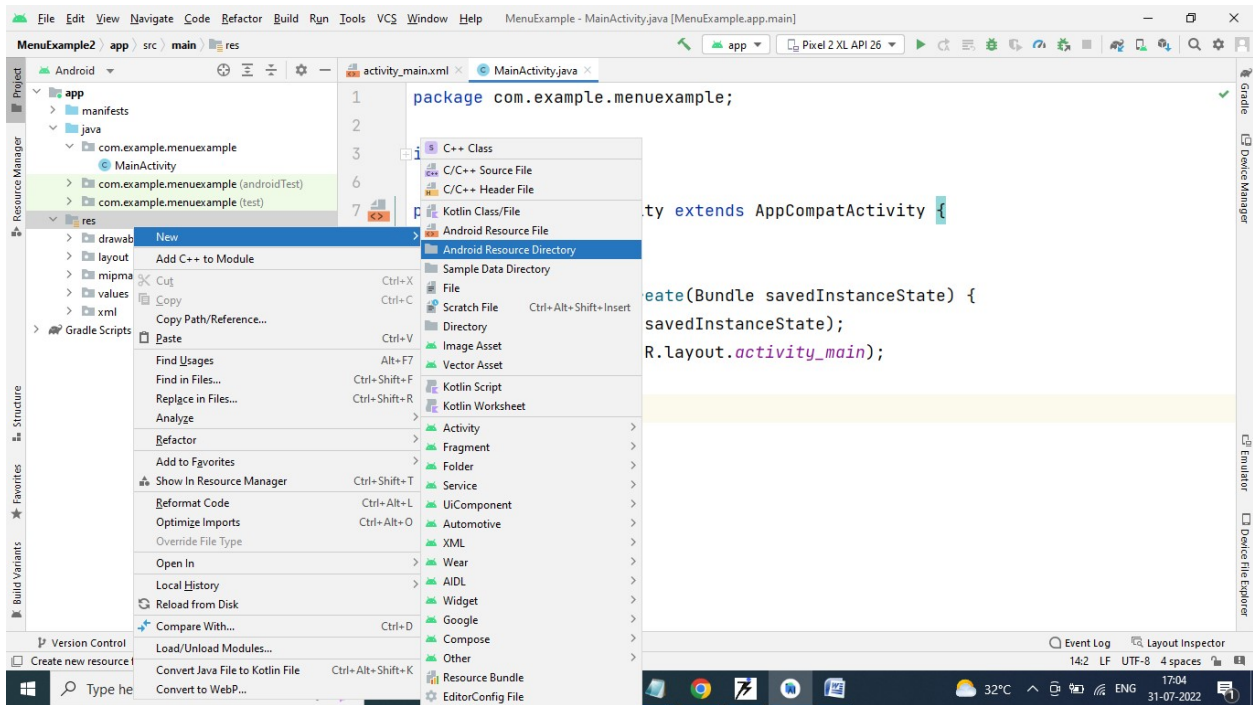 File Edit View Navigate Code Refactor Build Run Tools VCS Window Help MenuExample - MainActivity.java [MenuExample.app.main]
MenuExample2 app src main res
app Pixel 2 XL API 26
Android
activity_main.xml MainActivity.java
Project
Resource Manager
Structure
Favorites
Build Variants
app
manifests
java
com.example.menuexample
MainActivity
com.example.menuexample (androidTest)
com.example.menuexample (test)
res
drawab
layout
mipma
values
xml
Gradle Scripts
1 package com.example.menuexample;
2
3 i
6
7 p ty extends AppCompatActivity {
eate(Bundle savedInstanceState) {
savedInstanceState);
R.layout.activity_main);
New
Add C++ to Module
Cut Ctrl+X
Copy Ctrl+C
Copy Path/Reference...
Paste Ctrl+V
Find Usages Alt+F7
Find in Files... Ctrl+Shift+F
Replace in Files... Ctrl+Shift+R
Analyze
Refactor
Add to Favorites
Show In Resource Manager Ctrl+Shift+T
Reformat Code Ctrl+Alt+L
Optimize Imports Ctrl+Alt+O
Override File Type
Open In
Local History
Reload from Disk
Compare With... Ctrl+D
Load/Unload Modules...
Convert Java File to Kotlin File Ctrl+Alt+Shift+K
Convert to WebP...
C++ Class
C/C++ Source File
C/C++ Header File
Kotlin Class/File
Android Resource File
Android Resource Directory
Sample Data Directory
File
Scratch File Ctrl+Alt+Shift+Insert
Directory
Image Asset
Vector Asset
Kotlin Script
Kotlin Worksheet
Activity
Fragment
Folder
Service
UiComponent
Automotive
XML
Wear
AIDL
Widget
Google
Compose
Other
Resource Bundle
EditorConfig File
Gradle
Device Manager
Emulator
Device File Explorer
Version Control
Event Log Layout Inspector
Create new resource
14:2 LF UTF-8 4 spaces
Type he
32°C ENG 17:04
31-07-2022
1